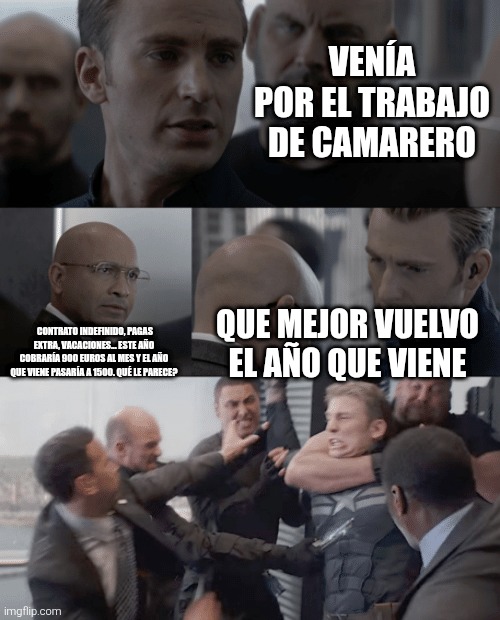 VENÍA
POR EL TRABAJO
DE CAMARERO
CONTRATO INDEFINIDO, PAGAS
EXTRA, VACACIONES... ESTE AÑO
COBRARÍA 900 EUROS AL MES Y EL AÑO
QUE VIENE PASARÍA A 1500. QUÉ LE PARECE?
QUE MEJOR VUELVO
EL AÑO QUE VIENE
imgflip.com